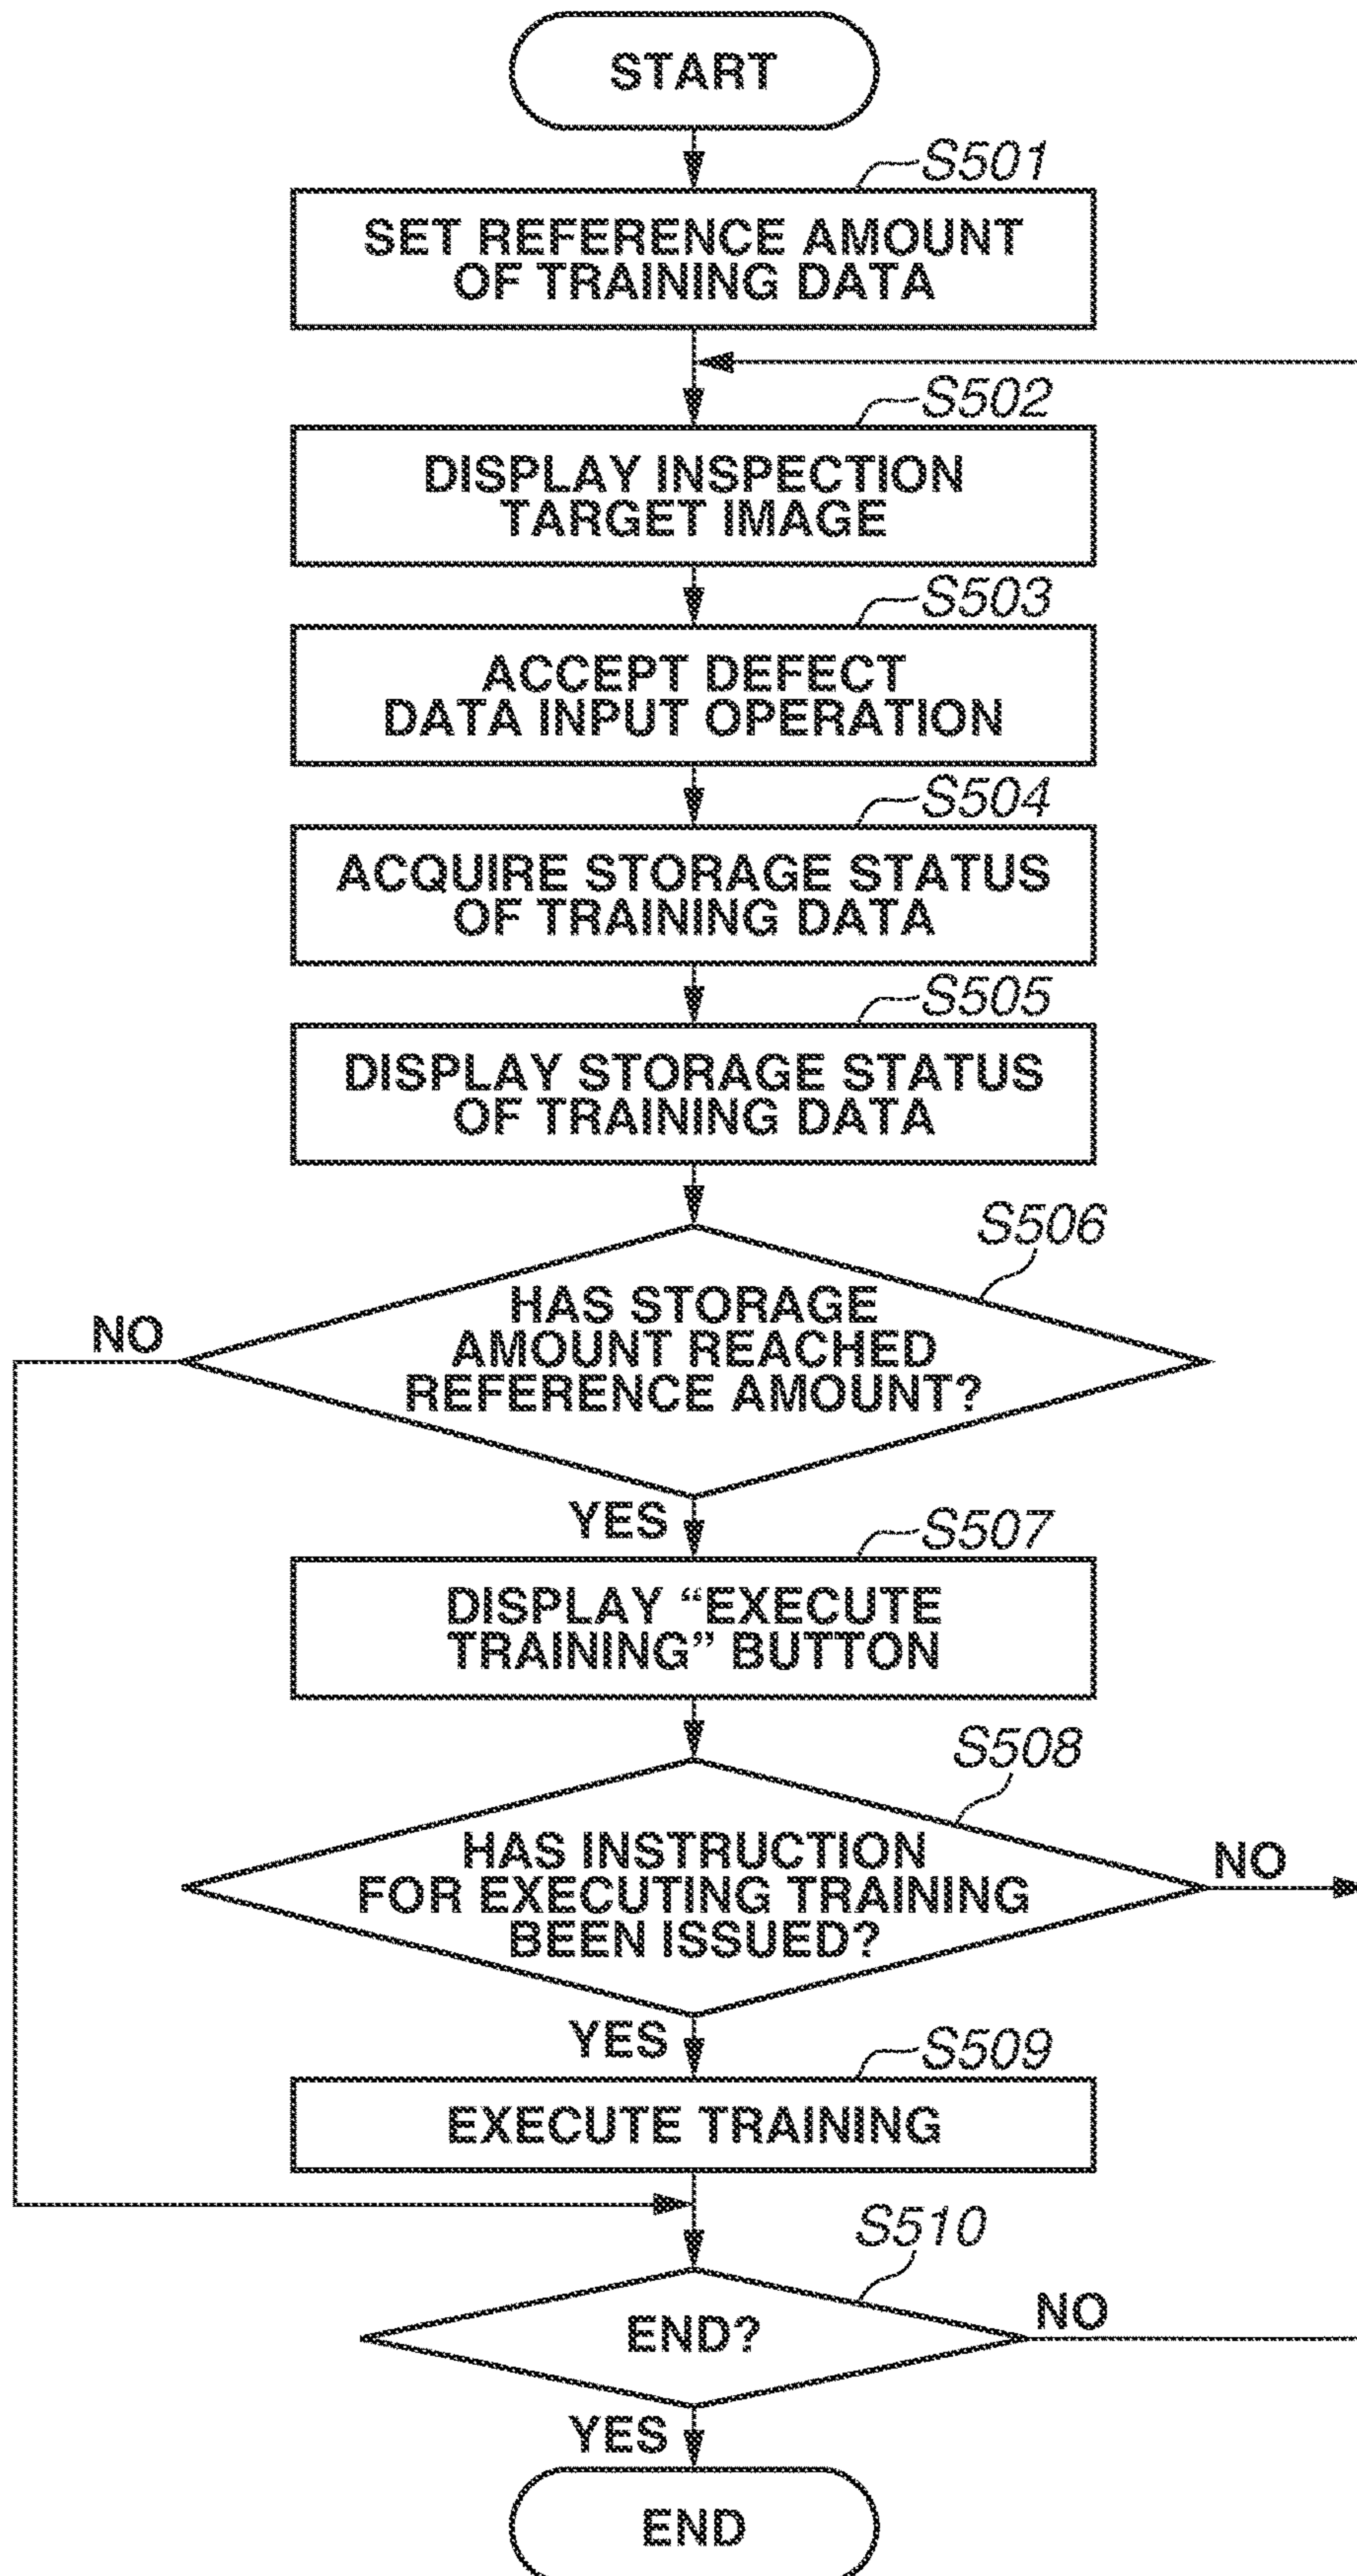 START
S501
SET REFERENCE AMOUNT
OF TRAINING DATA
S502
DISPLAY INSPECTION
TARGET IMAGE
S503
ACCEPT DEFECT
DATA INPUT OPERATION
S504
ACQUIRE STORAGE STATUS
OF TRAINING DATA
S505
DISPLAY STORAGE STATUS
OF TRAINING DATA
S506
HAS STORAGE
AMOUNT REACHED
REFERENCE AMOUNT?
NO
YES
S507
DISPLAY “EXECUTE
TRAINING” BUTTON
S508
HAS INSTRUCTION
FOR EXECUTING TRAINING
BEEN ISSUED?
NO
YES
S509
EXECUTE TRAINING
S510
END?
NO
YES
END